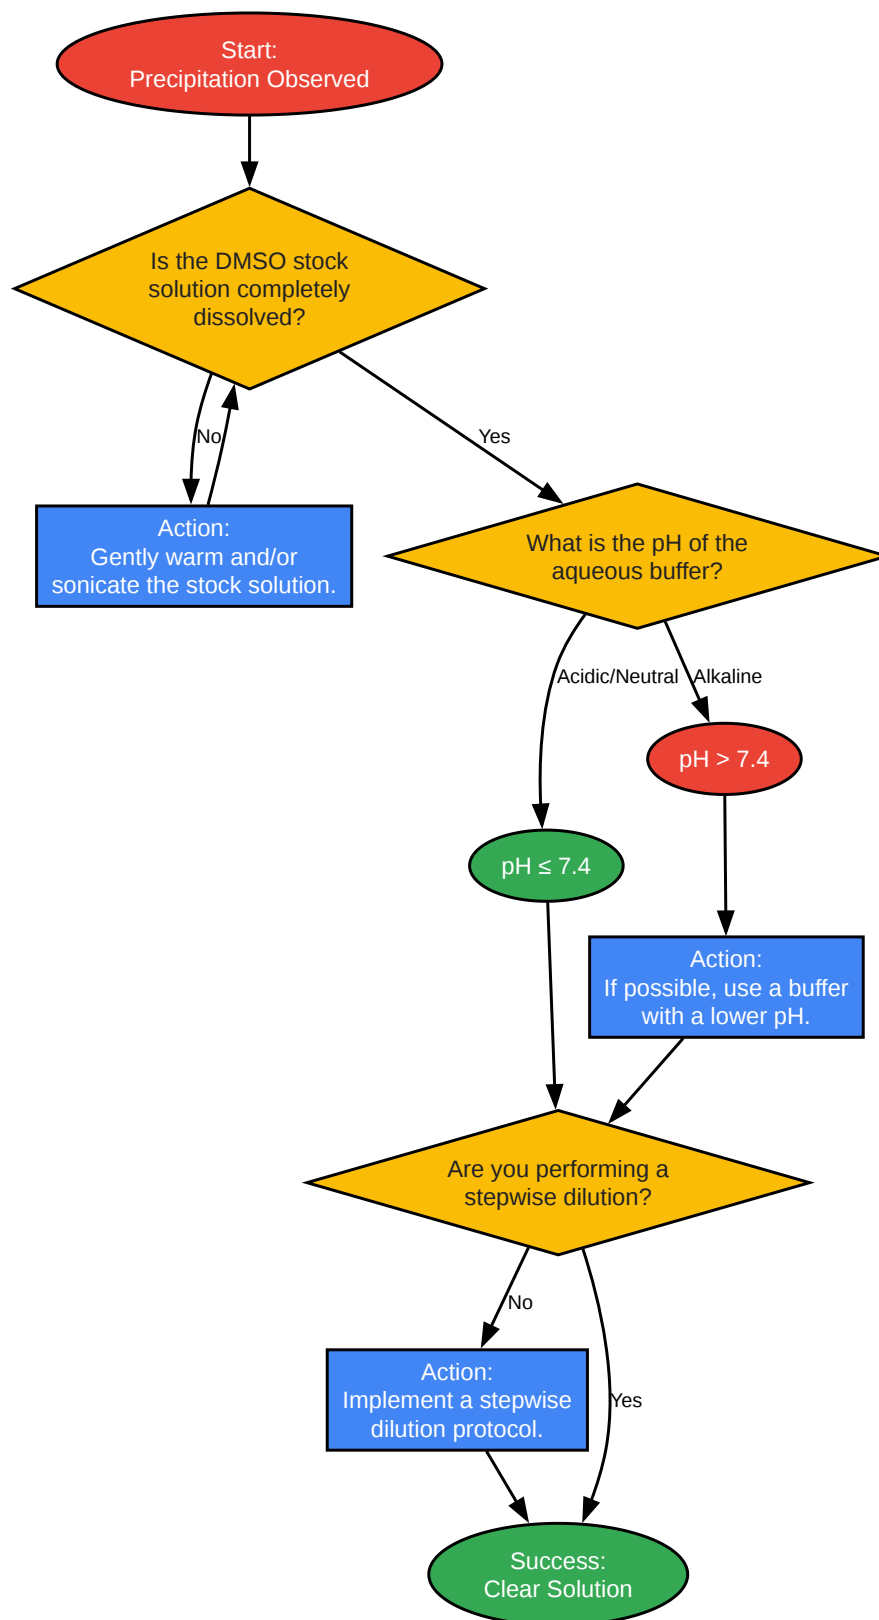 Start:
Precipitation Observed
Is the DMSO stock
solution completely
dissolved?
No
Yes
Action:
Gently warm and/or
sonicate the stock solution.
What is the pH of the
aqueous buffer?
Acidic/Neutral
Alkaline
pH > 7.4
pH ≤ 7.4
Action:
If possible, use a buffer
with a lower pH.
Are you performing a
stepwise dilution?
No
Yes
Action:
Implement a stepwise
dilution protocol.
Success:
Clear Solution